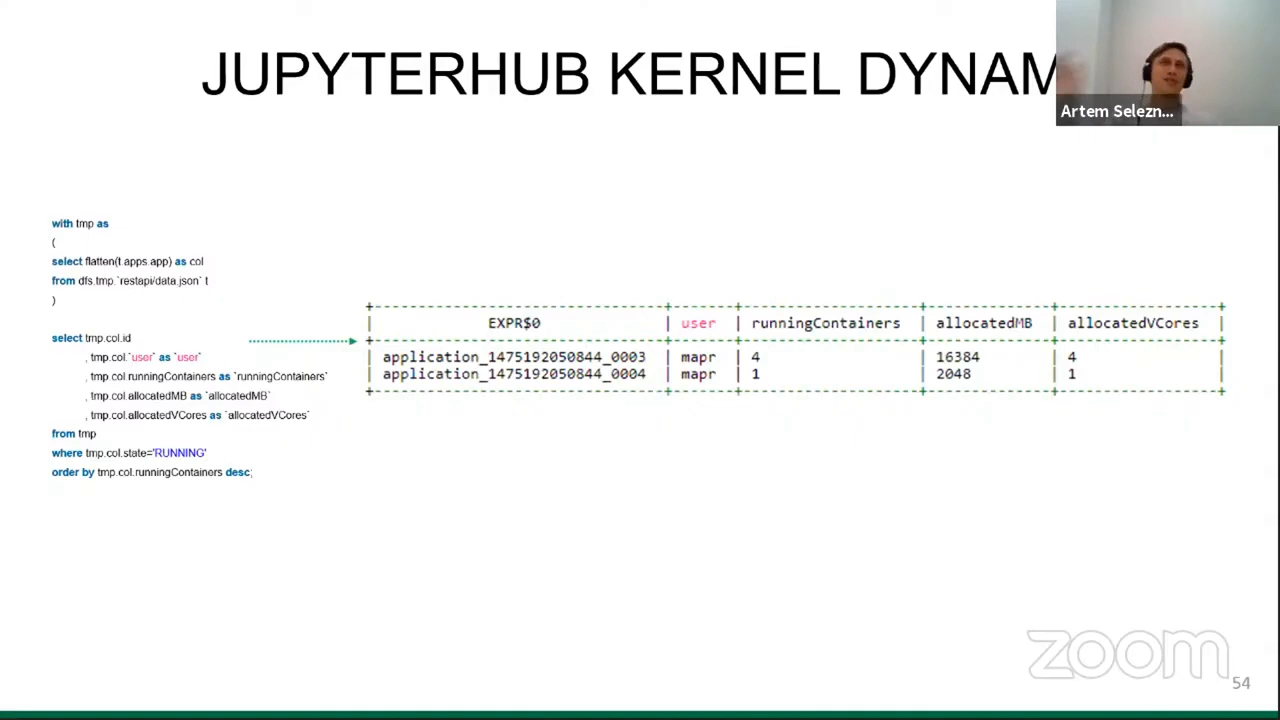 JUPYTERHUB KERNEL DYNAM
Artem Selezn...
with tmp as
(
select flatten(t.apps.app) as col
from dfs.tmp.`restapi/data.json` t
)
select tmp.col.id
, tmp.col.`user` as `user`
, tmp.col.runningContainers as `runningContainers`
, tmp.col.allocatedMB as `allocatedMB`
, tmp.col.allocatedVCores as `allocatedVCores`
from tmp
where tmp.col.state='RUNNING'
order by tmp.col.runningContainers desc;
EXPR$0 | user | runningContainers | allocatedMB | allocatedVCores
application_1475192050844_0003 | mapr | 4 | 16384 | 4
application_1475192050844_0004 | mapr | 1 | 2048 | 1
zoom
54